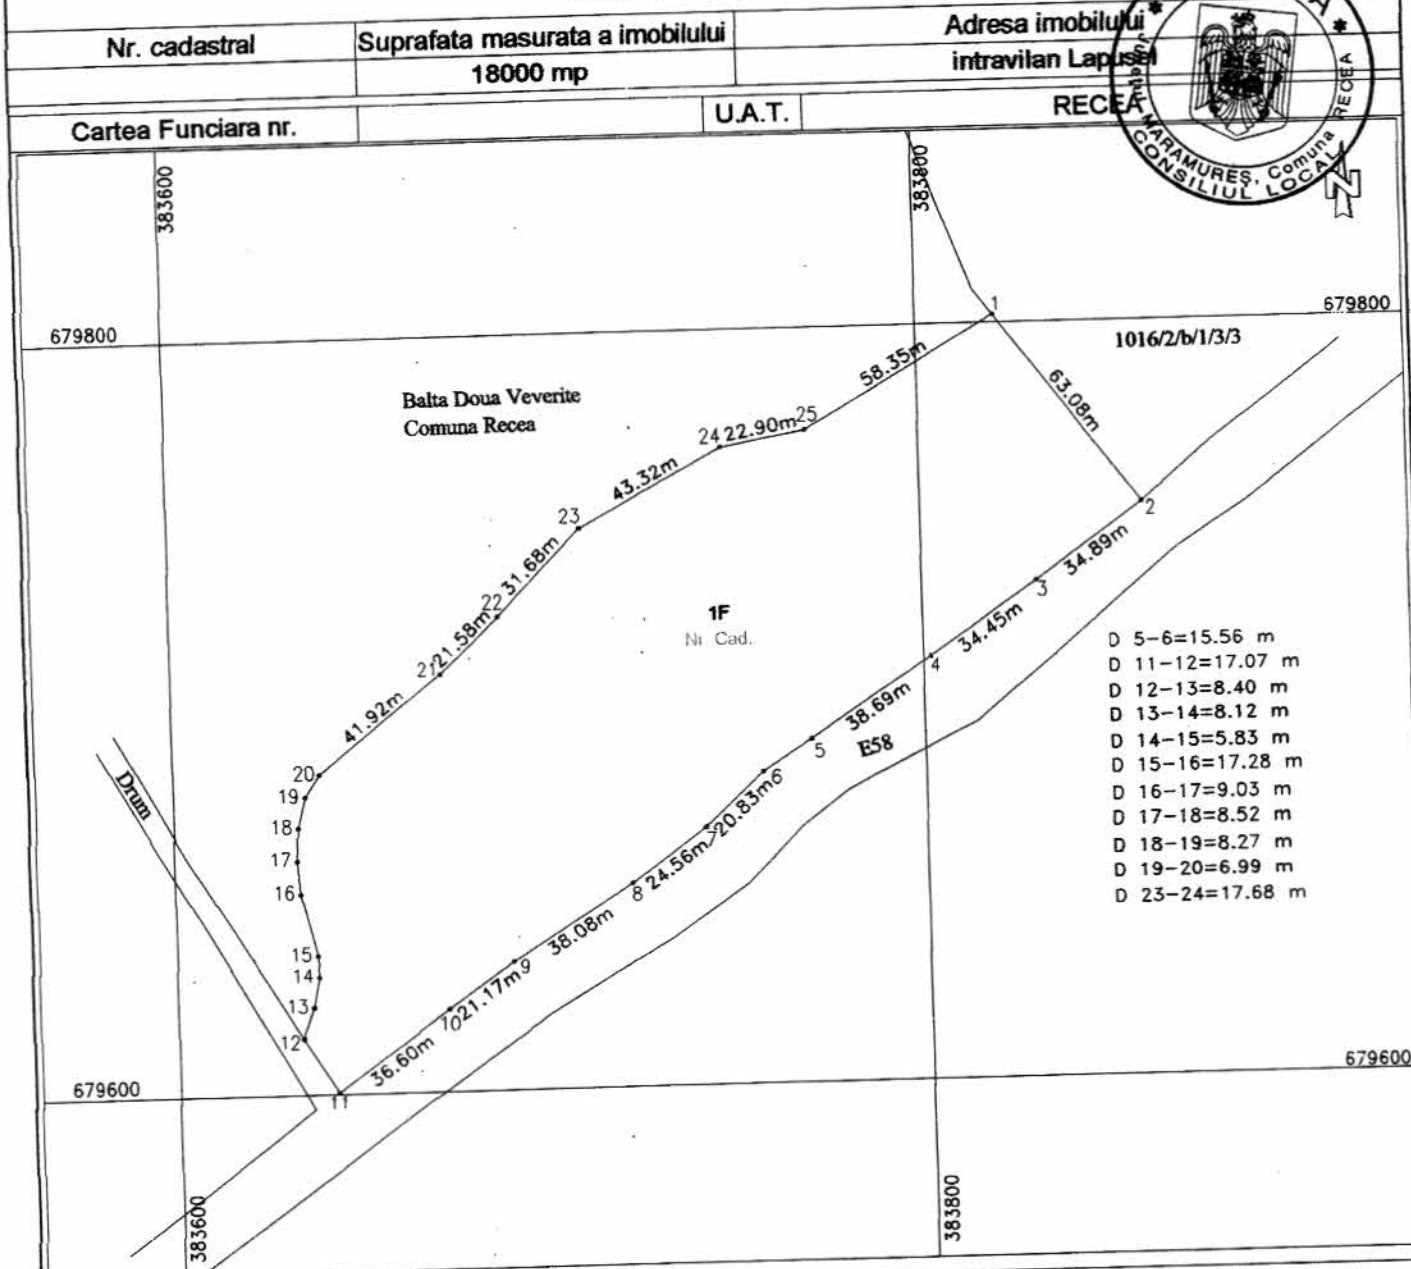 Nr. cadastral
Suprafata masurata a imobilului
Adresa imobilului
18000 mp
intravilan Lapusel
Cartea Funciara nr.
U.A.T.
RECEA
Judetul MARAMUREŞ, Comuna RECEA
CONSILIUL LOCAL
N
383600
383800
679800
679800
1
1016/2/b/1/3/3
58.35m
63.08m
Balta Doua Veverite
Comuna Recea
24 22.90m 25
43.32m
2
23
34.89m
31.68m
3
22
1F
34.45m
21.58m
Nr. Cad.
4
21
38.69m
41.92m
5
E58
20
6
19
20.83m
Drum
18
7
17
24.56m
16
8
38.08m
15
9
14
21.17m
13
10
12
36.60m
11
D 5-6=15.56 m
D 11-12=17.07 m
D 12-13=8.40 m
D 13-14=8.12 m
D 14-15=5.83 m
D 15-16=17.28 m
D 16-17=9.03 m
D 17-18=8.52 m
D 18-19=8.27 m
D 19-20=6.99 m
D 23-24=17.68 m
679600
679600
383600
383800